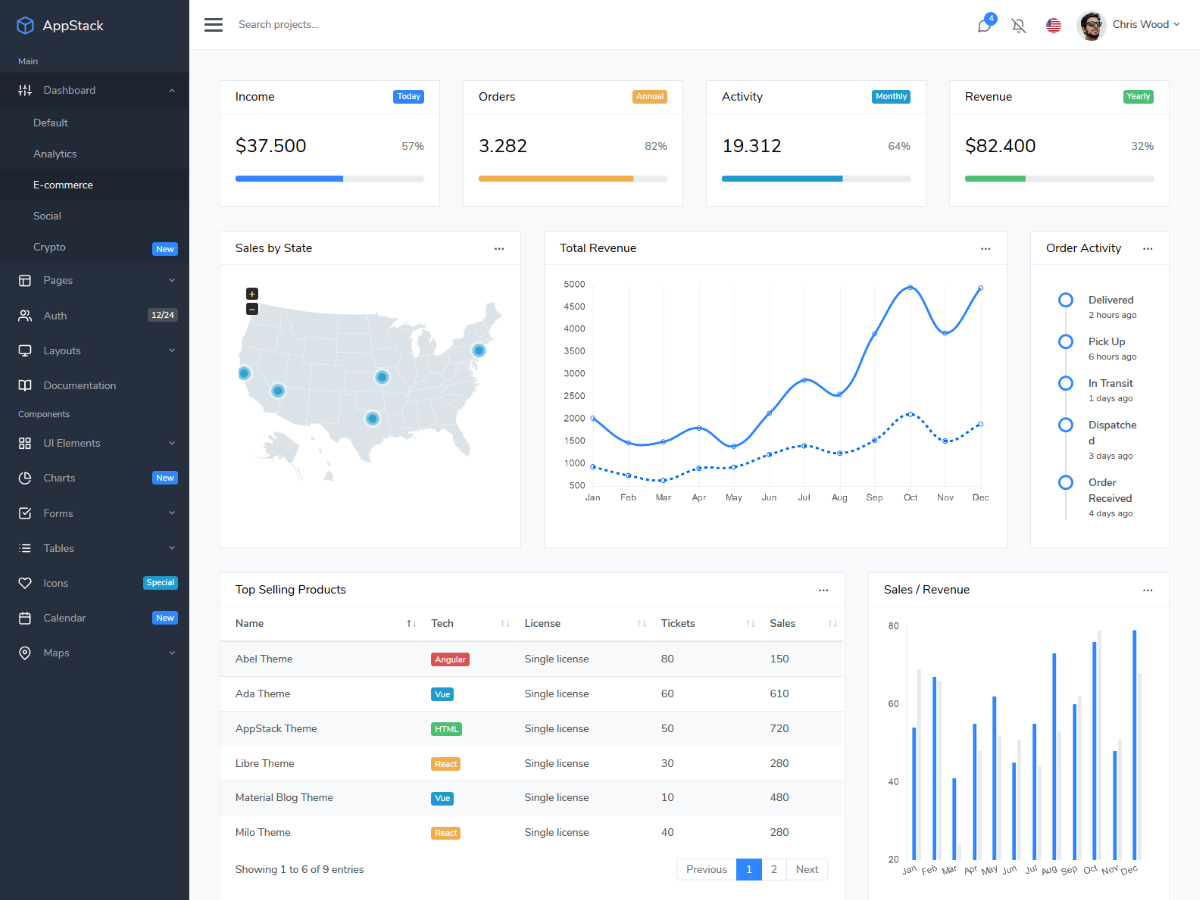 AppStack
Main
Dashboard
Default
Analytics
E-commerce
Social
Crypto New
Pages
Auth 12/24
Layouts
Documentation
Components
UI Elements
Charts New
Forms
Tables
Icons Special
Calendar New
Maps
Search projects...
4
Chris Wood
Income Today
$37.500 57%
Orders Annual
3.282 82%
Activity Monthly
19.312 64%
Revenue Yearly
$82.400 32%
Sales by State
+
−
Total Revenue
5000
4500
4000
3500
3000
2500
2000
1500
1000
500
Jan Feb Mar Apr May Jun Jul Aug Sep Oct Nov Dec
Order Activity
Delivered
2 hours ago
Pick Up
6 hours ago
In Transit
1 days ago
Dispatche
d
3 days ago
Order
Received
4 days ago
Top Selling Products
Name Tech License Tickets Sales
Abel Theme Angular Single license 80 150
Ada Theme Vue Single license 60 610
AppStack Theme HTML Single license 50 720
Libre Theme React Single license 30 280
Material Blog Theme Vue Single license 10 480
Milo Theme React Single license 40 280
Showing 1 to 6 of 9 entries
Previous 1 2 Next
Sales / Revenue
80
60
40
20
Jan Feb Mar Apr May Jun Jul Aug Sep Oct Nov Dec